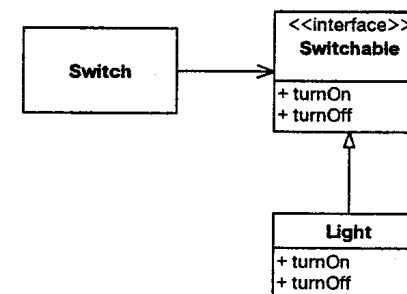 <<interface>>
Switchable
Switch
+ turnOn
+ turnOff
Light
+ turnOn
+ turnOff